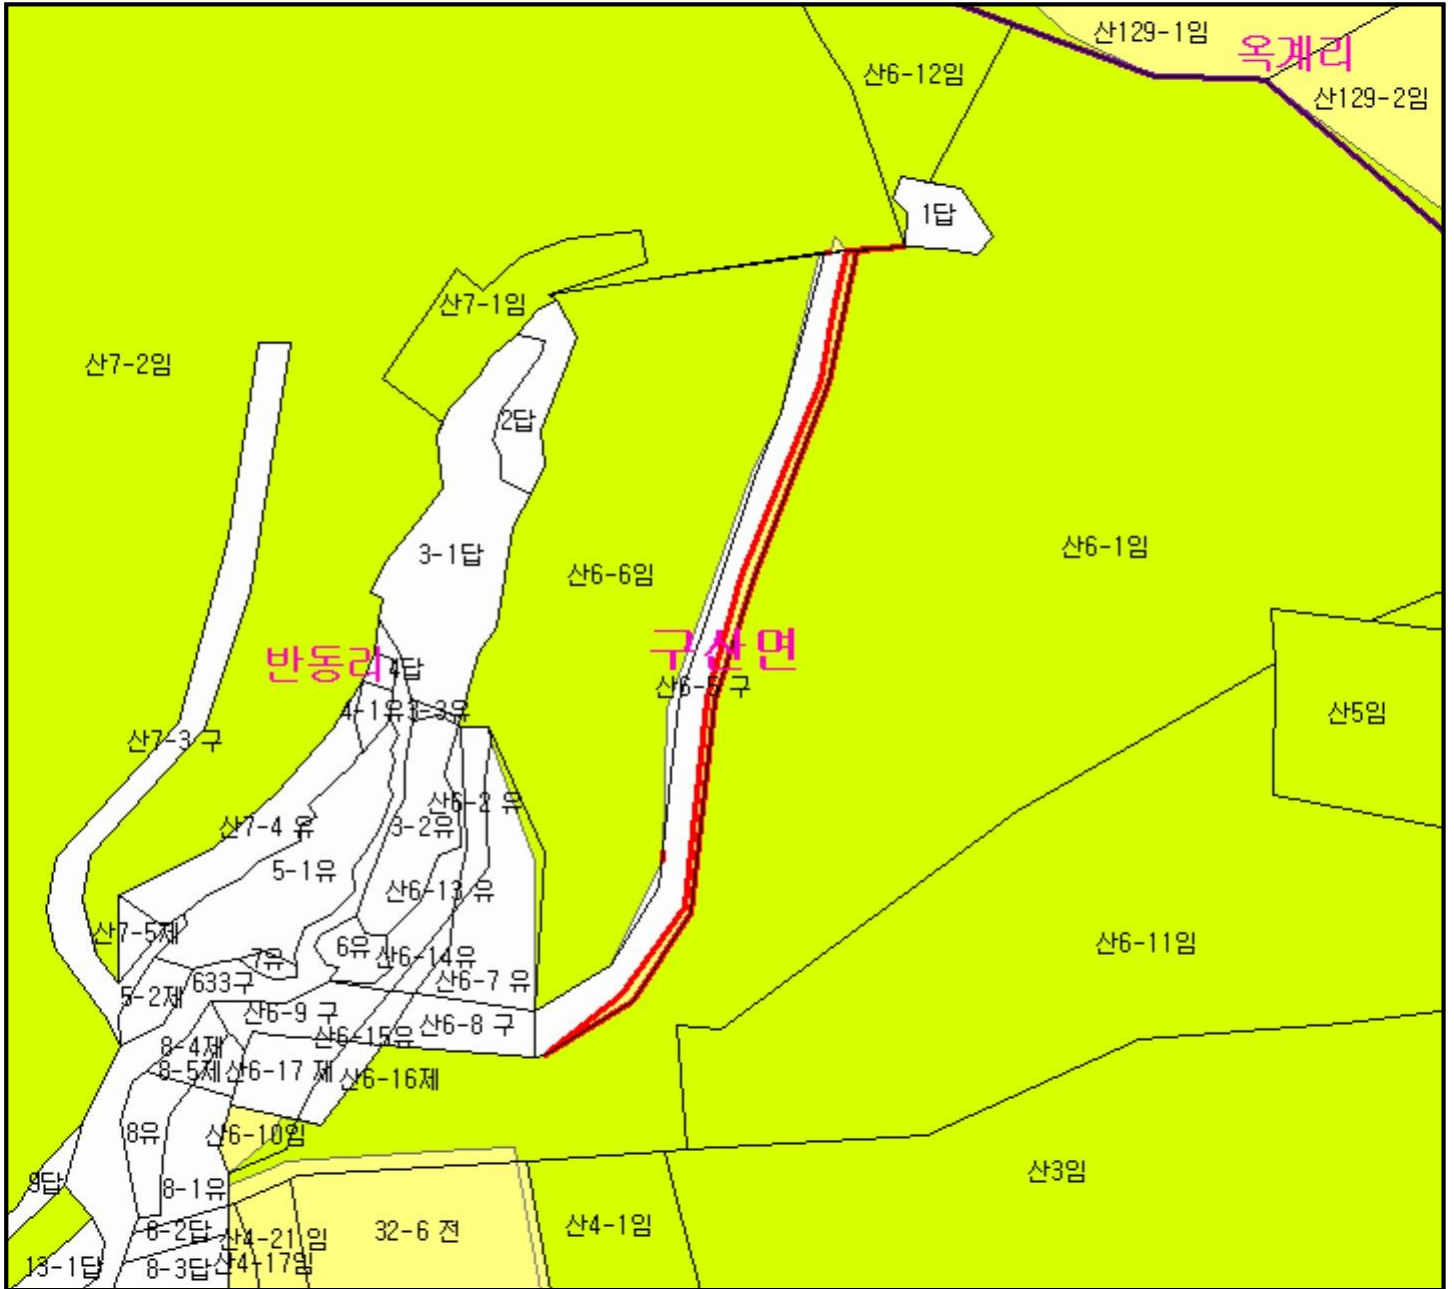 산129-1임
옥계리
산6-12임
산129-2임
1답
산7-1임
산7-2임
2답
3-1답
산6-6임
산6-1임
구산면
반동리
4답
산6-5 구
4-1유
3-3유
산5임
산7-3 구
산6-2 유
산7-4 유
3-2유
5-1유
산6-13 유
산7-5제
6유
산6-14유
산6-11임
7유
633구
산6-7 유
5-2제
산6-9 구
산6-8 구
산6-15유
8-4제
8-5제
산6-17 제
산6-16제
8유
산6-10임
산3임
9답
8-1유
8-2답
산4-21 임
32-6 전
산4-1임
13-1답
8-3답
산4-17임